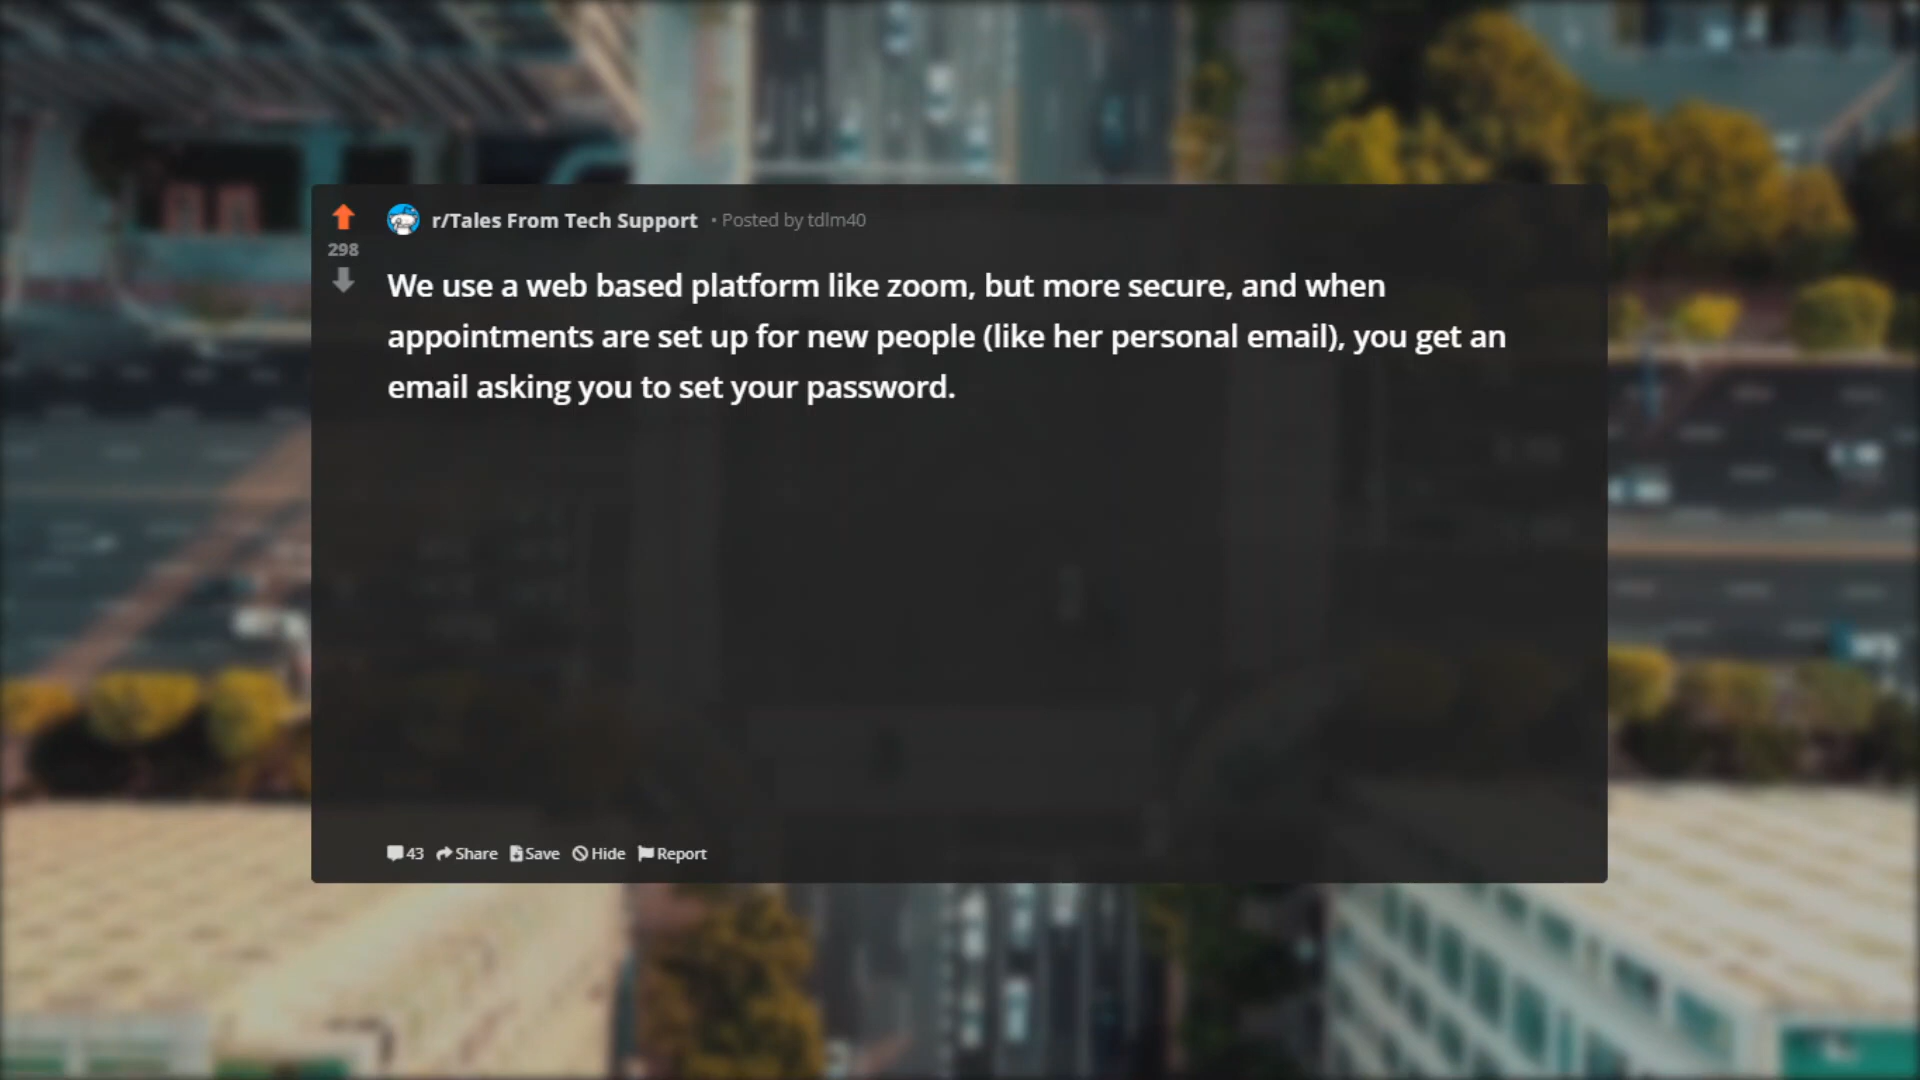 r/Tales From Tech Support • Posted by tdlm40
298
We use a web based platform like zoom, but more secure, and when
appointments are set up for new people (like her personal email), you get an
email asking you to set your password.
43 Share Save Hide Report